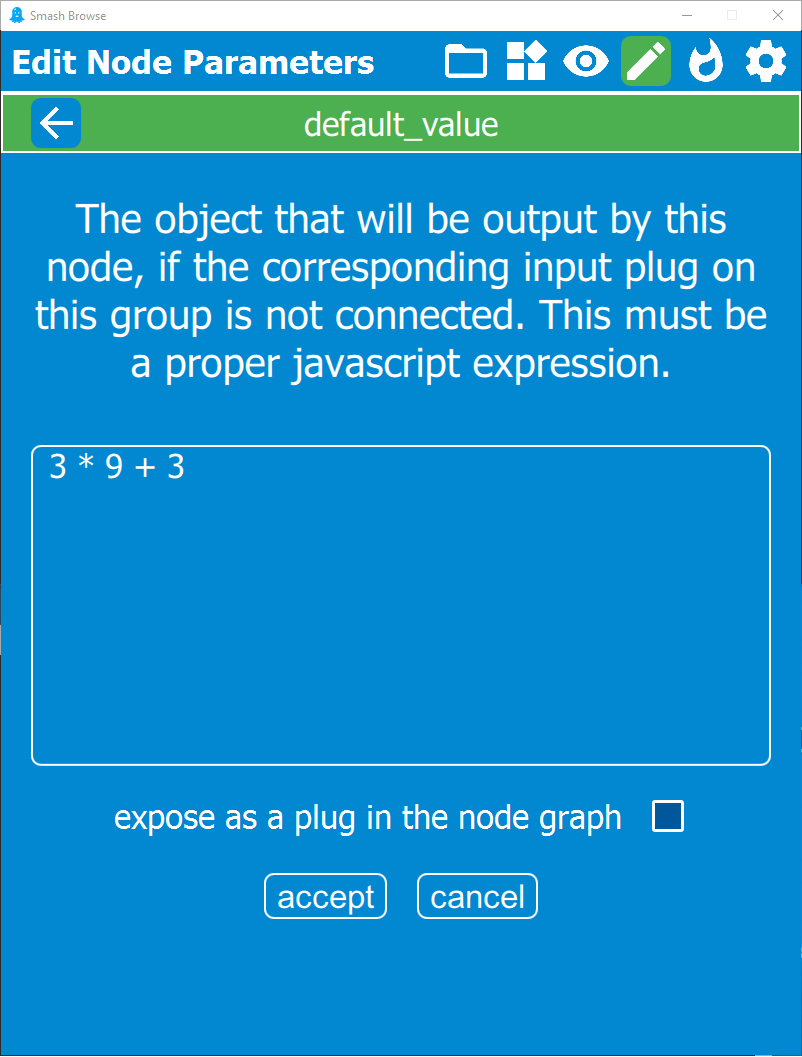 Smash Browse
Edit Node Parameters
default_value
The object that will be output by this
node, if the corresponding input plug on
this group is not connected. This must be
a proper javascript expression.
3 * 9 + 3
expose as a plug in the node graph
accept cancel